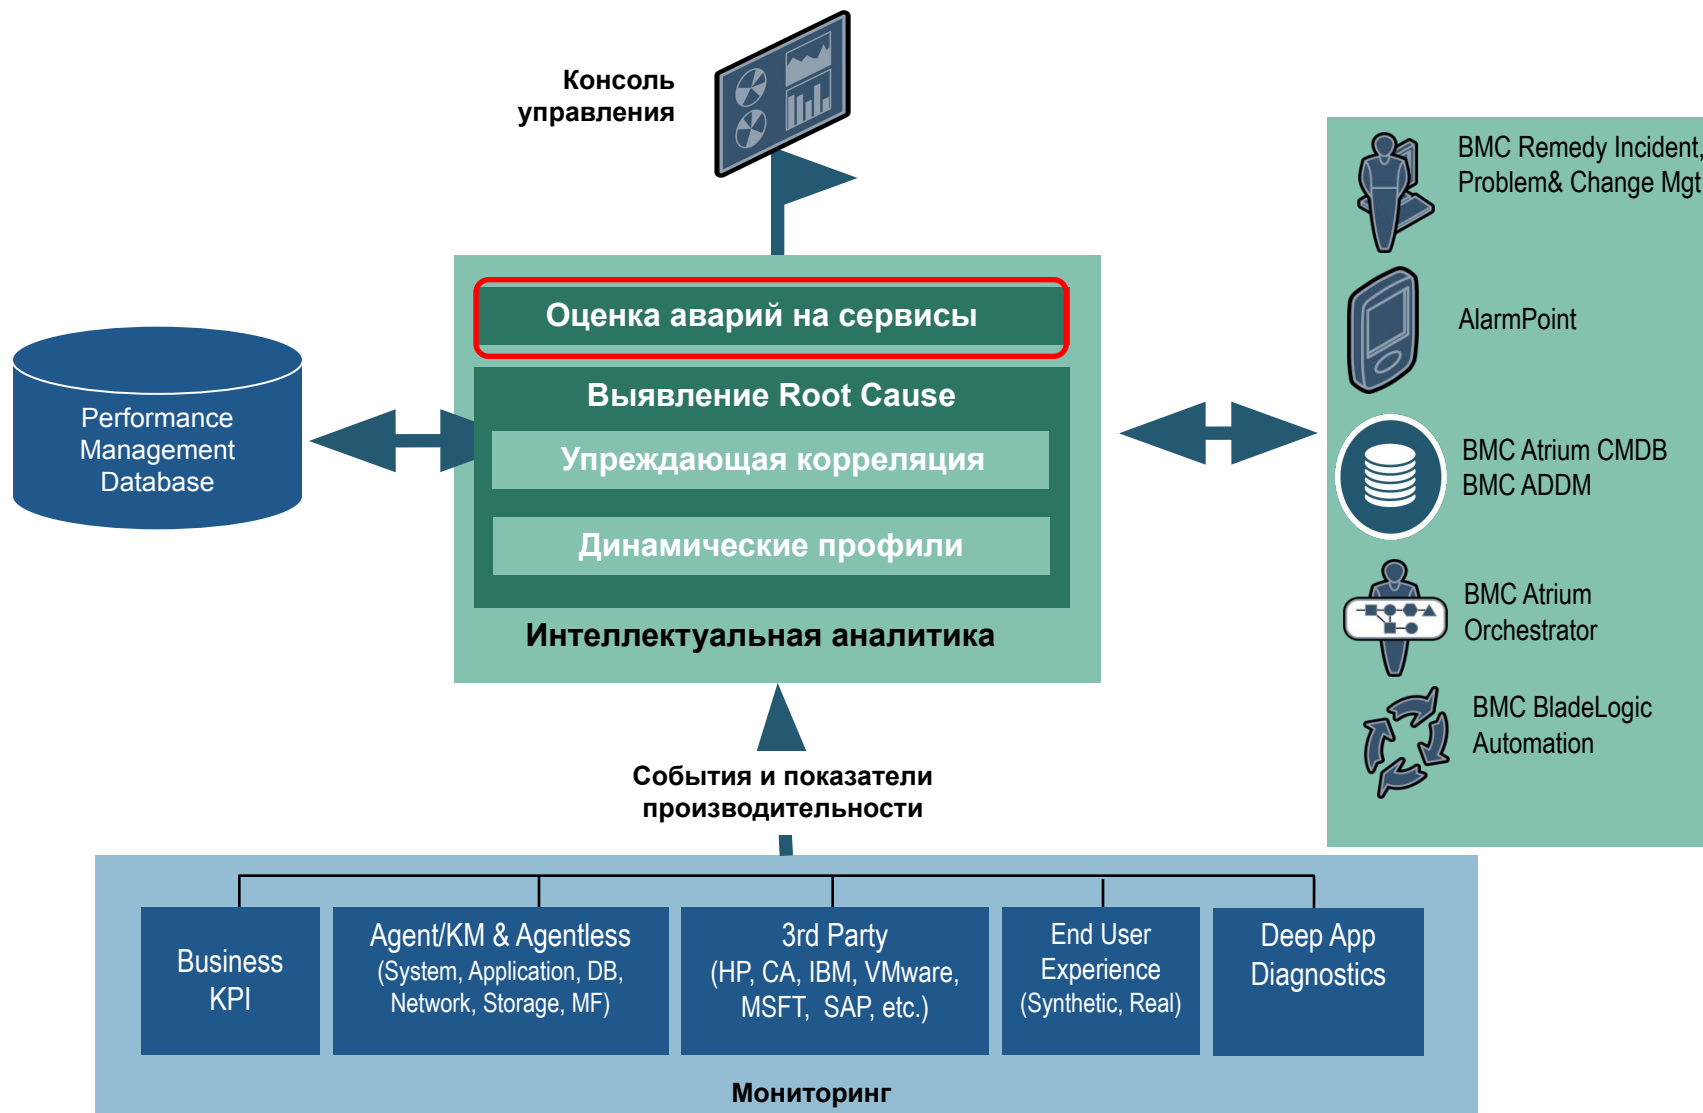 Консоль
управления
BMC Remedy Incident,
Problem& Change Mgt
AlarmPoint
BMC Atrium CMDB
BMC ADDM
BMC Atrium
Orchestrator
BMC BladeLogic
Automation
Оценка аварий на сервисы
Выявление Root Cause
Упреждающая корреляция
Динамические профили
Интеллектуальная аналитика
Performance
Management
Database
События и показатели
производительности
Business
KPI
Agent/KM & Agentless
(System, Application, DB,
Network, Storage, MF)
3rd Party
(HP, CA, IBM, VMware,
MSFT, SAP, etc.)
End User
Experience
(Synthetic, Real)
Deep App
Diagnostics
Мониторинг